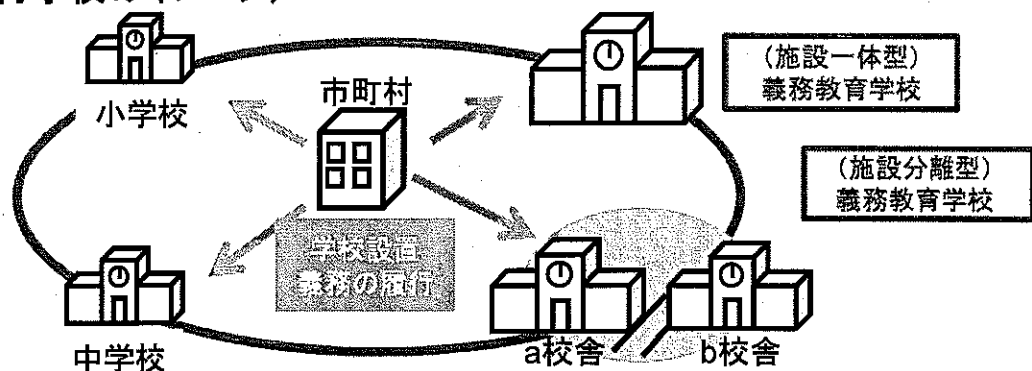 小学校
市町村
(施設一体型)
義務教育学校
(施設分離型)
義務教育学校
学校設置
義務の履行
中学校
a校舎
b校舎